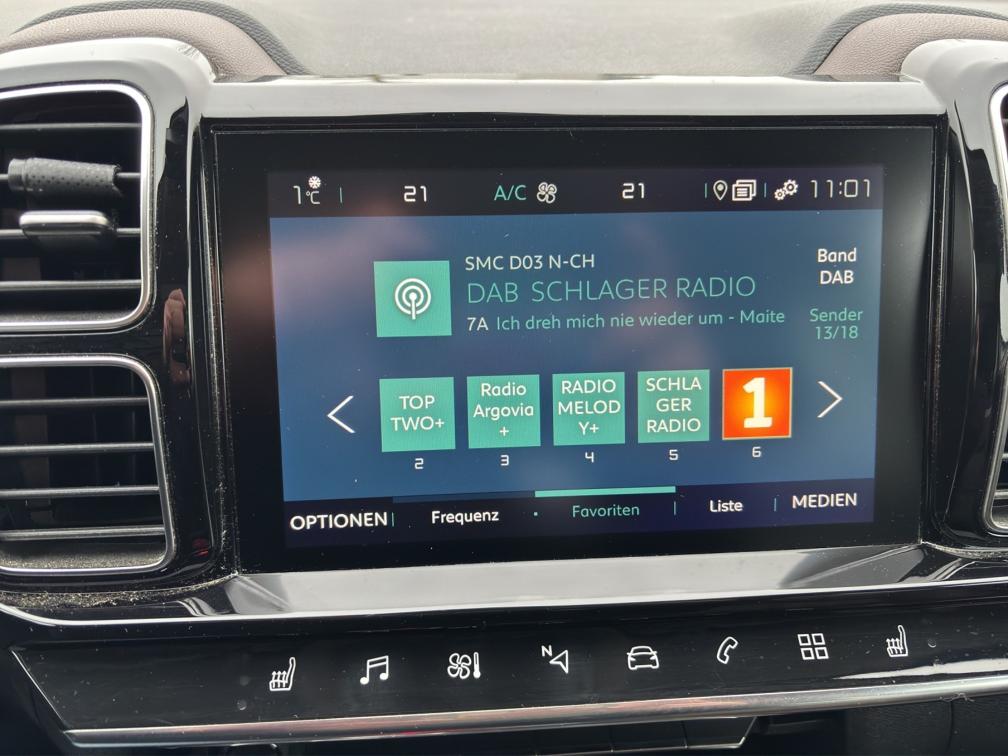 1°C 21 A/C 21 11:01
SMC D03 N-CH
DAB SCHLAGER RADIO
7A Ich dreh mich nie wieder um - Maite
Band
DAB
Sender
13/18
TOP
TWO+
2
Radio
Argovia
+
3
RADIO
MELOD
Y+
4
SCHLA
GER
RADIO
5
1
6
OPTIONEN Frequenz Favoriten Liste MEDIEN
N